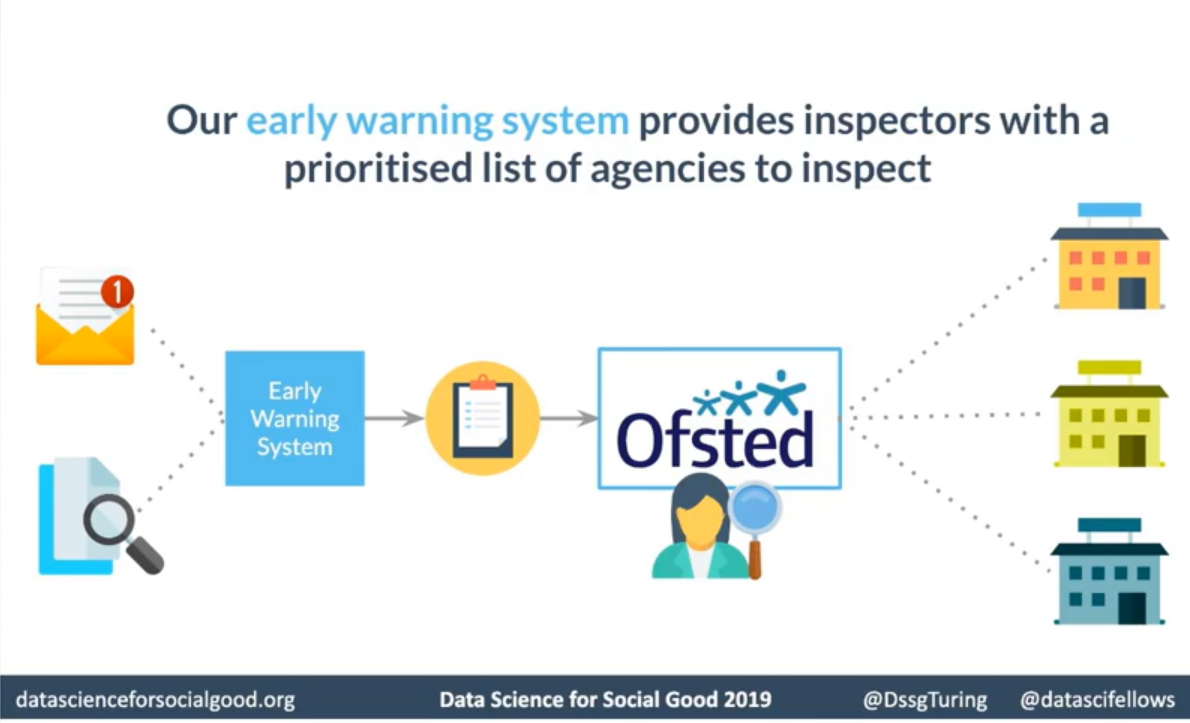 Our early warning system provides inspectors with a
prioritised list of agencies to inspect
1
Early
Warning
System
Ofsted
datascienceforsocialgood.org
Data Science for Social Good 2019
@DssgTuring
@datascifellows